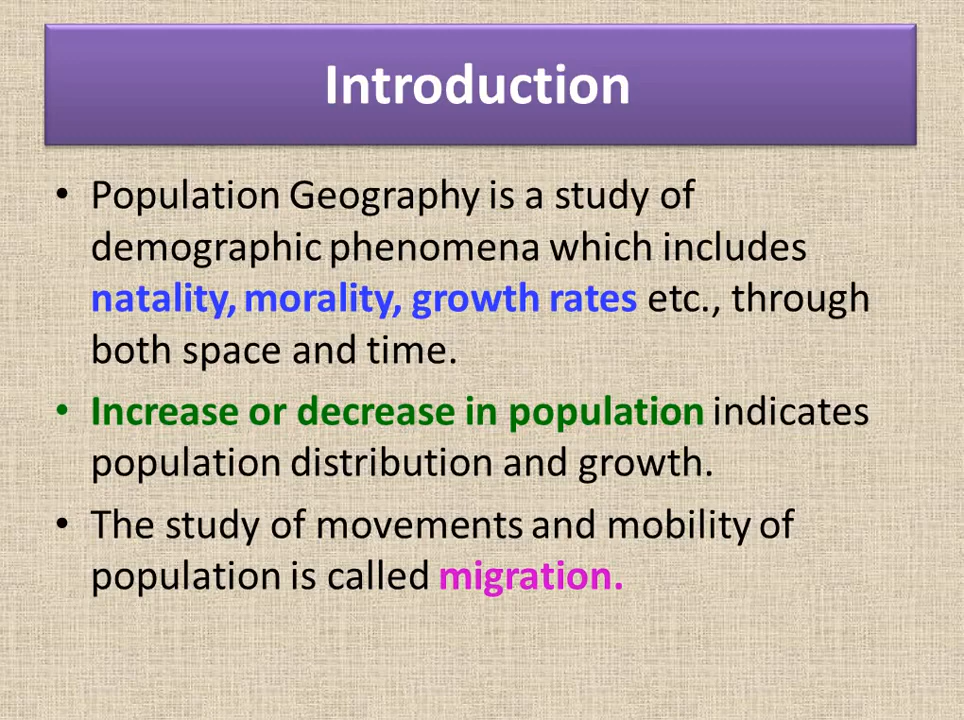 Introduction
• Population Geography is a study of
demographic phenomena which includes
natality, morality, growth rates etc., through
both space and time.
• Increase or decrease in population indicates
population distribution and growth.
• The study of movements and mobility of
population is called migration.